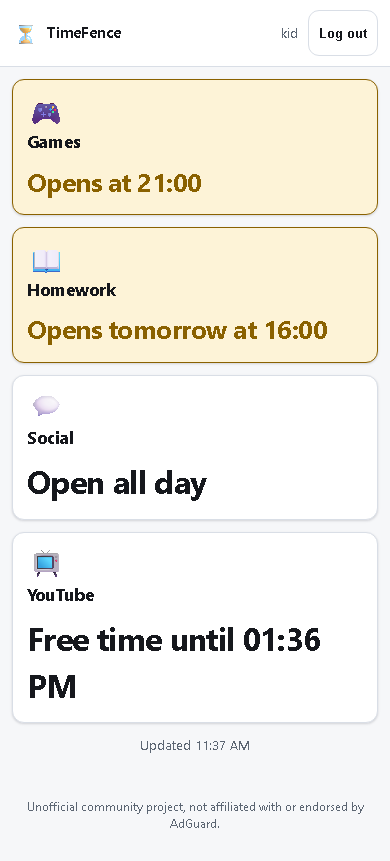 TimeFence
kid
Log out
Games
Opens at 21:00
Homework
Opens tomorrow at 16:00
Social
Open all day
YouTube
Free time until 01:36
PM
Updated 11:37 AM
Unofficial community project, not affiliated with or endorsed by
AdGuard.